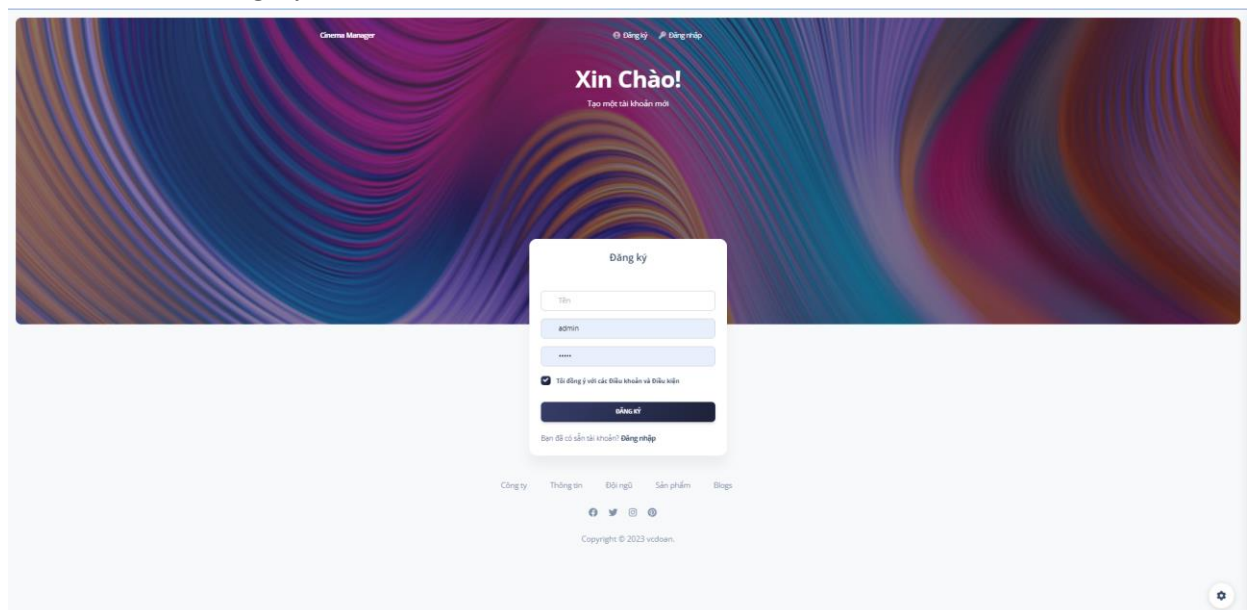 Cinema Manager
Đăng ký
Đăng nhập
Xin Chào!
Tạo một tài khoản mới
Đăng ký
Tên
admin
•••••
Tôi đồng ý với các Điều khoản và Điều kiện
ĐĂNG KÝ
Bạn đã có sẵn tài khoản? Đăng nhập
Công ty Thông tin Đội ngũ Sản phẩm Blogs
Copyright © 2023 vcdoan.